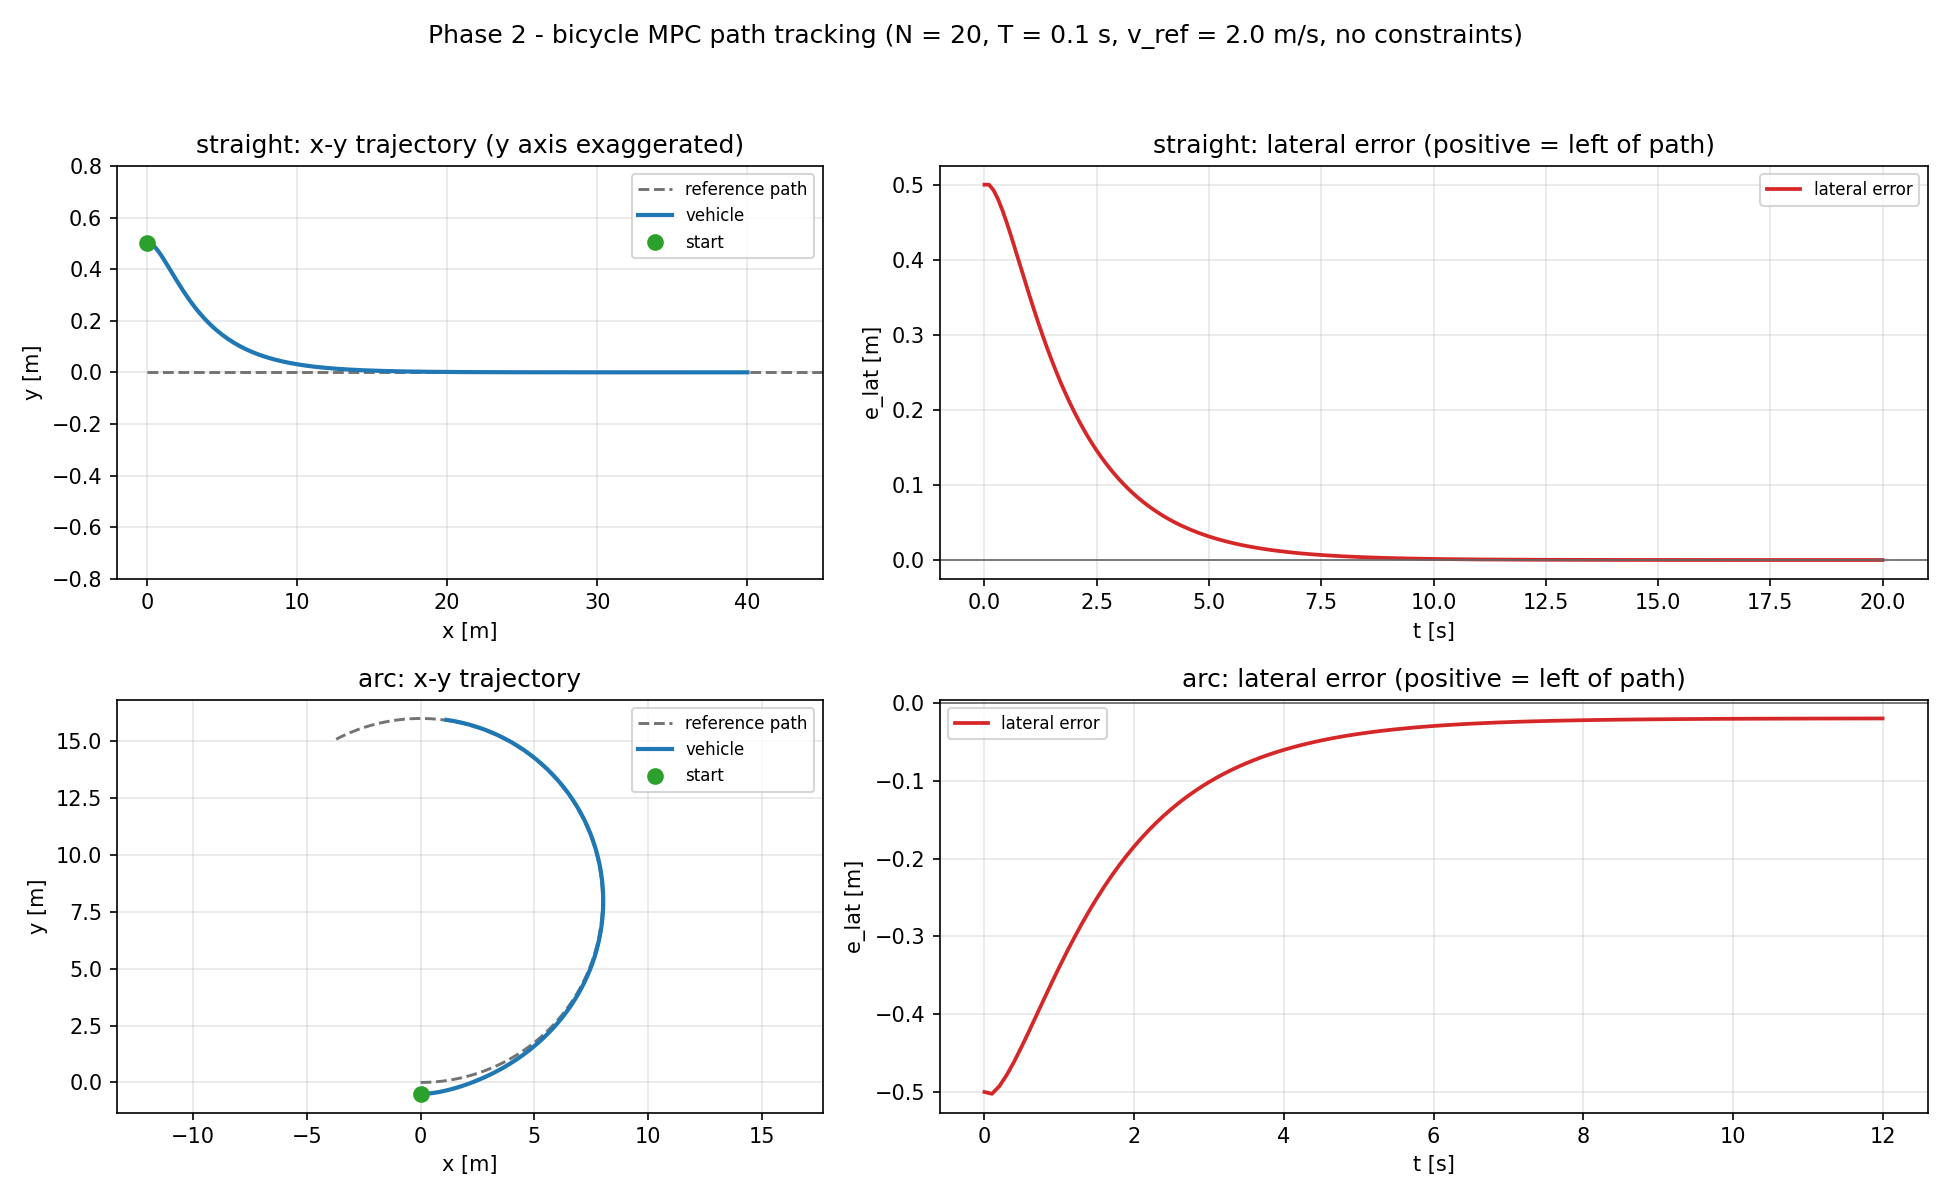 Phase 2 - bicycle MPC path tracking (N = 20, T = 0.1 s, v_ref = 2.0 m/s, no constraints)
straight: x-y trajectory (y axis exaggerated)
0.8
0.6
0.4
0.2
0.0
−0.2
−0.4
−0.6
−0.8
y [m]
reference path
vehicle
start
0
10
20
30
40
x [m]
straight: lateral error (positive = left of path)
0.5
0.4
0.3
0.2
0.1
0.0
e_lat [m]
lateral error
0.0
2.5
5.0
7.5
10.0
12.5
15.0
17.5
20.0
t [s]
arc: x-y trajectory
15.0
12.5
10.0
7.5
5.0
2.5
0.0
y [m]
reference path
vehicle
start
−10
−5
0
5
10
15
x [m]
arc: lateral error (positive = left of path)
0.0
−0.1
−0.2
−0.3
−0.4
−0.5
e_lat [m]
lateral error
0
2
4
6
8
10
12
t [s]